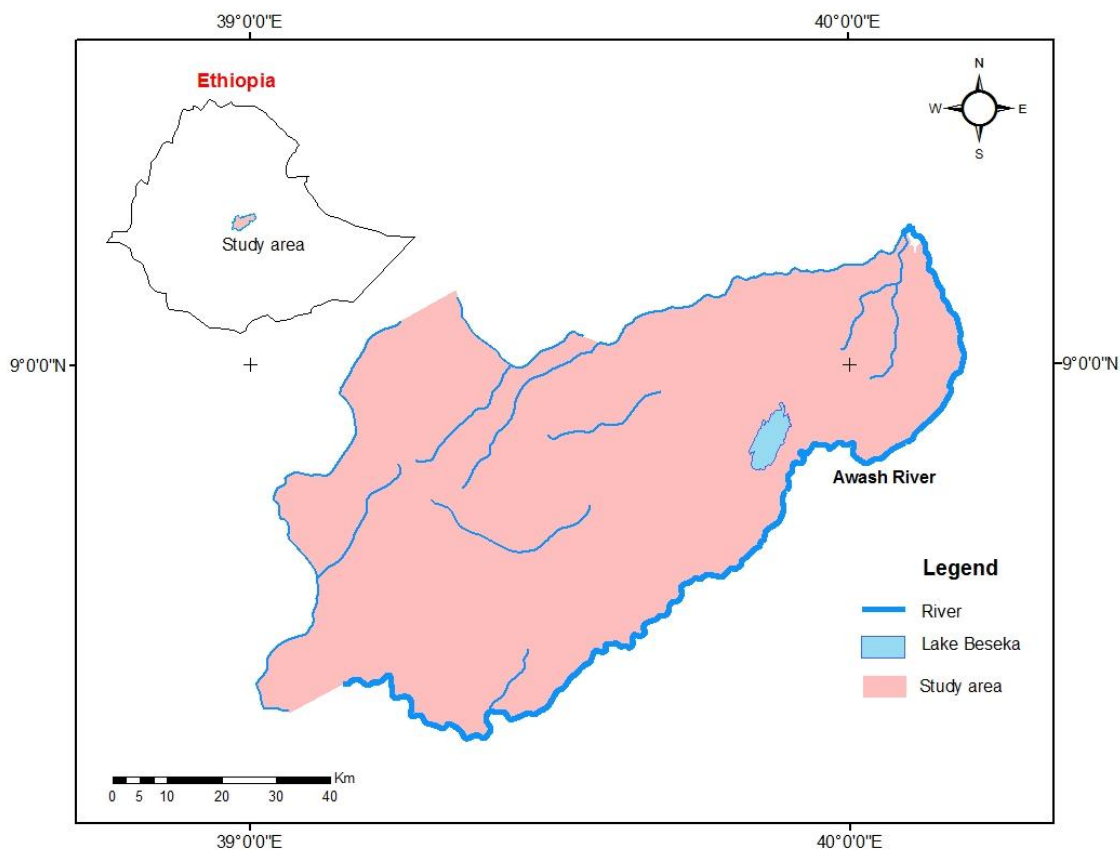 39°0'0"E
40°0'0"E
Ethiopia
N
W
E
S
Study area
9°0'0"N
9°0'0"N
Awash River
Legend
River
Lake Beseka
Study area
Km
0 5 10 20 30 40
39°0'0"E
40°0'0"E